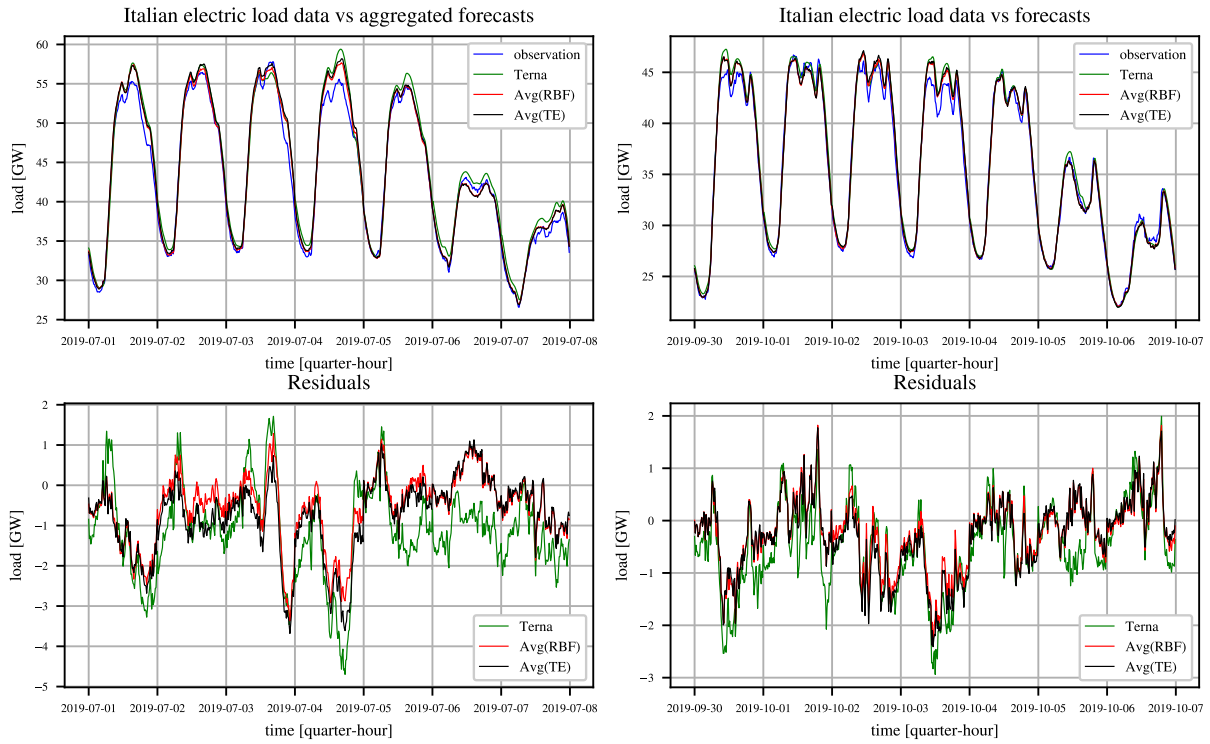 Italian electric load data vs aggregated forecasts
load [GW]
60
55
50
45
40
35
30
25
observation
Terna
Avg(RBF)
Avg(TE)
2019-07-01 2019-07-02 2019-07-03 2019-07-04 2019-07-05 2019-07-06 2019-07-07 2019-07-08
time [quarter-hour]
Italian electric load data vs forecasts
load [GW]
45
40
35
30
25
observation
Terna
Avg(RBF)
Avg(TE)
2019-09-30 2019-10-01 2019-10-02 2019-10-03 2019-10-04 2019-10-05 2019-10-06 2019-10-07
time [quarter-hour]
Residuals
load [GW]
2
1
0
−1
−2
−3
−4
−5
Terna
Avg(RBF)
Avg(TE)
2019-07-01 2019-07-02 2019-07-03 2019-07-04 2019-07-05 2019-07-06 2019-07-07 2019-07-08
time [quarter-hour]
Residuals
load [GW]
2
1
0
−1
−2
−3
Terna
Avg(RBF)
Avg(TE)
2019-09-30 2019-10-01 2019-10-02 2019-10-03 2019-10-04 2019-10-05 2019-10-06 2019-10-07
time [quarter-hour]